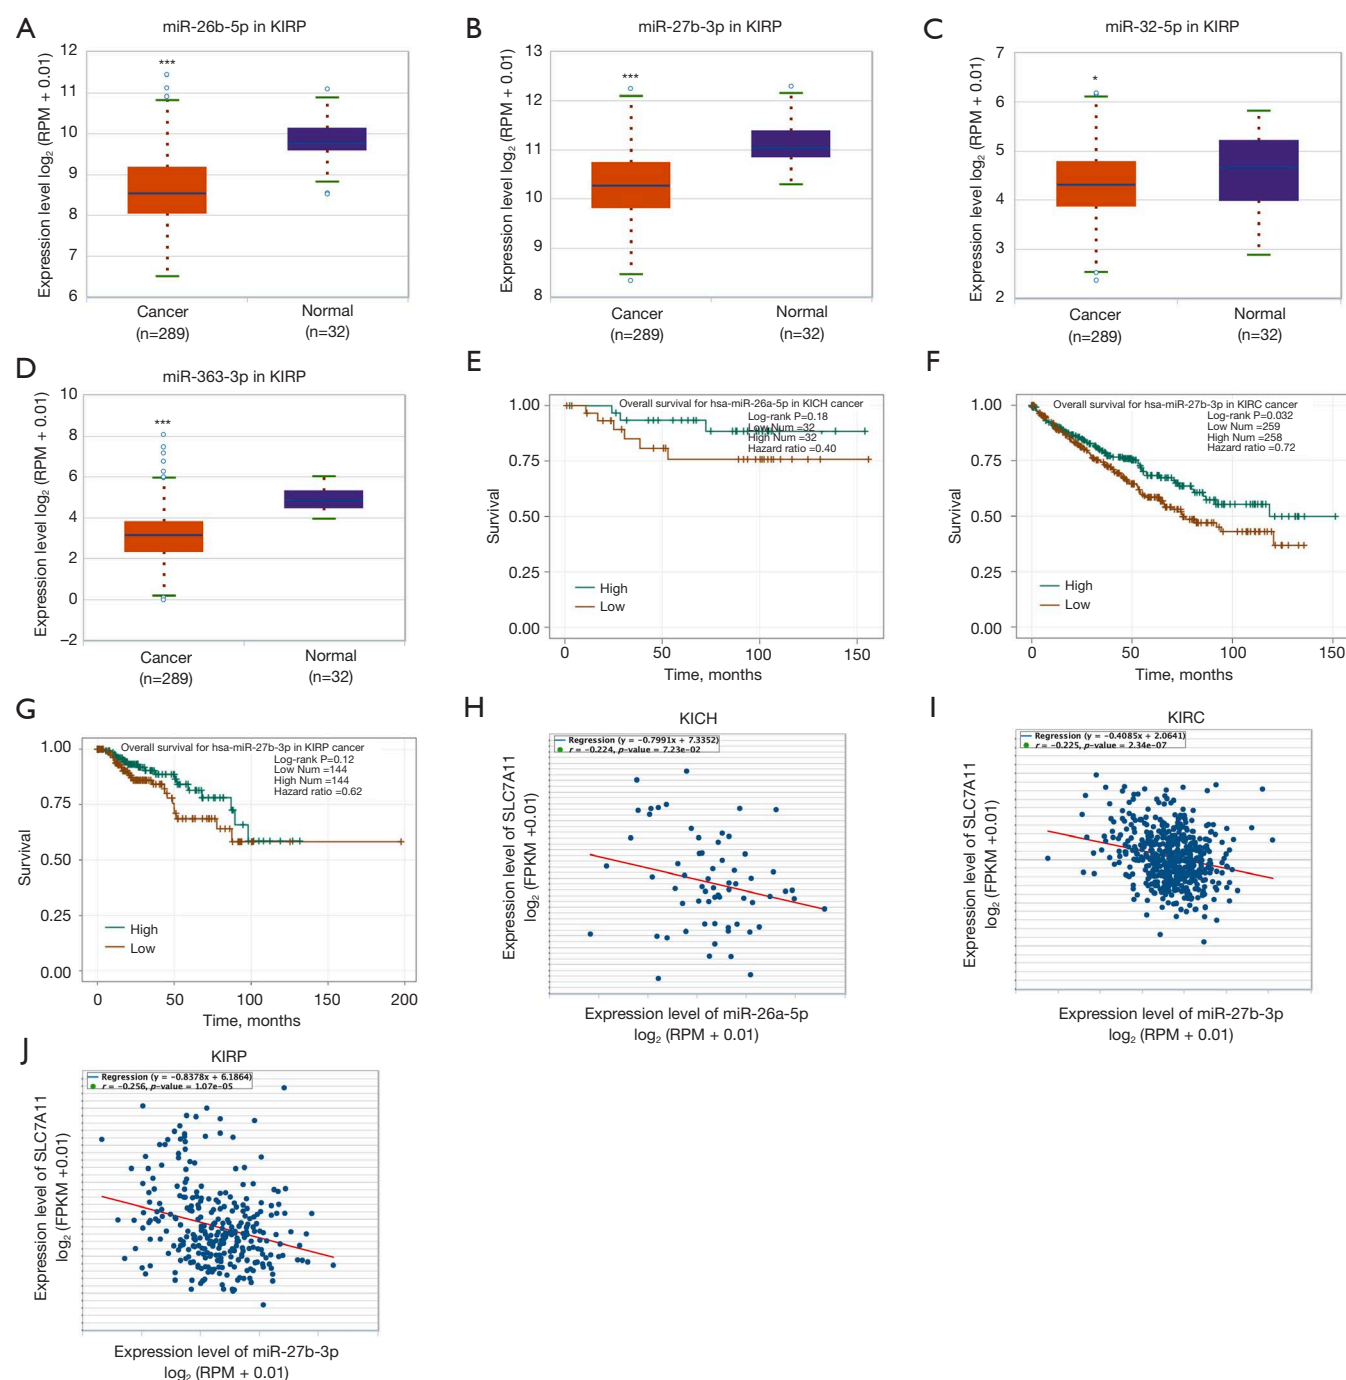 A
miR-26b-5p in KIRP
Expression level log₂ (RPM + 0.01)
12
11
10
9
8
7
6
***
Cancer
(n=289)
Normal
(n=32)
B
miR-27b-3p in KIRP
Expression level log₂ (RPM + 0.01)
13
12
11
10
9
8
***
Cancer
(n=289)
Normal
(n=32)
C
miR-32-5p in KIRP
Expression level log₂ (RPM + 0.01)
7
6
5
4
3
2
*
Cancer
(n=289)
Normal
(n=32)
D
miR-363-3p in KIRP
Expression level log₂ (RPM + 0.01)
10
8
6
4
2
0
−2
***
Cancer
(n=289)
Normal
(n=32)
E
Overall survival for hsa-miR-26a-5p in KICH cancer
Log-rank P=0.18
Low Num =32
High Num =32
Hazard ratio =0.40
Survival
1.00
0.75
0.50
0.25
0.00
High
Low
0 50 100 150
Time, months
F
Overall survival for hsa-miR-27b-3p in KIRC cancer
Log-rank P=0.032
Low Num =259
High Num =258
Hazard ratio =0.72
Survival
1.00
0.75
0.50
0.25
0.00
High
Low
0 50 100 150
Time, months
G
Overall survival for hsa-miR-27b-3p in KIRP cancer
Log-rank P=0.12
Low Num =144
High Num =144
Hazard ratio =0.62
Survival
1.00
0.75
0.50
0.25
0.00
High
Low
0 50 100 150 200
Time, months
H
KICH
Regression (y = −0.7991x + 7.3352)
r = −0.224, p-value = 7.23e-02
Expression level of SLC7A11
log₂ (FPKM +0.01)
Expression level of miR-26a-5p
log₂ (RPM + 0.01)
I
KIRC
Regression (y = −0.4085x + 2.0641)
r = −0.225, p-value = 2.34e-07
Expression level of SLC7A11
log₂ (FPKM +0.01)
Expression level of miR-27b-3p
log₂ (RPM + 0.01)
J
KIRP
Regression (y = −0.8378x + 6.1864)
r = −0.256, p-value = 1.07e-05
Expression level of SLC7A11
log₂ (FPKM +0.01)
Expression level of miR-27b-3p
log₂ (RPM + 0.01)